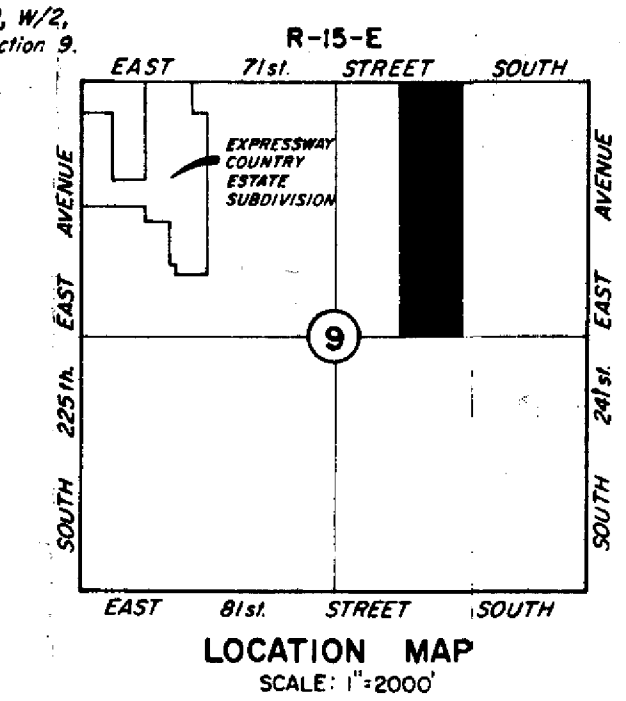 W/2,
ction 9.
R-15-E
EAST 71st. STREET SOUTH
EXPRESSWAY
COUNTRY
ESTATE
SUBDIVISION
SOUTH 225th. EAST AVENUE
9
SOUTH 241st. EAST AVENUE
EAST 81st. STREET SOUTH
LOCATION MAP
SCALE: 1"=2000'